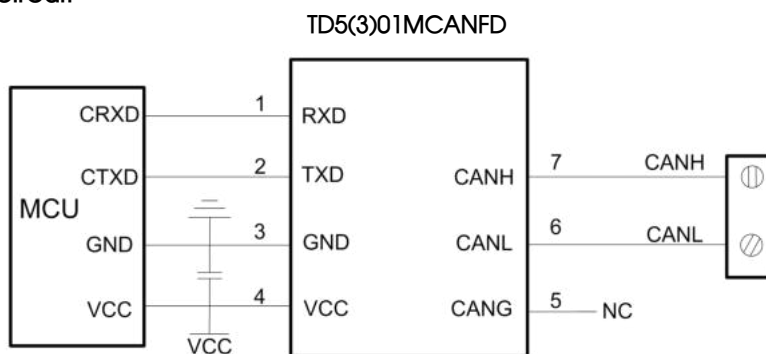 TD5(3)01MCANFD
CRXD 1 RXD
CTXD 2 TXD CANH 7 CANH
MCU
GND 3 GND CANL 6 CANL
VCC 4 VCC CANG 5 NC
VCC